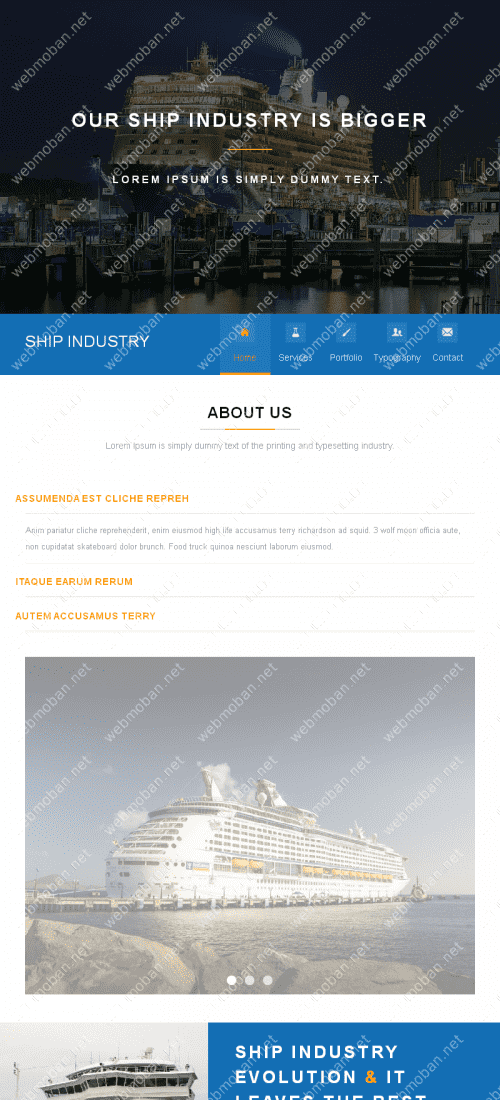 OUR SHIP INDUSTRY IS BIGGER
LOREM IPSUM IS SIMPLY DUMMY TEXT.
SHIP INDUSTRY
Home Services Portfolio Typography Contact
ABOUT US
Lorem Ipsum is simply dummy text of the printing and typesetting industry.
ASSUMENDA EST CLICHE REPREH
Anim pariatur cliche reprehenderit, enim eiusmod high life accusamus terry richardson ad squid. 3 wolf moon officia aute,
non cupidatat skateboard dolor brunch. Food truck quinoa nesciunt laborum eiusmod.
ITAQUE EARUM RERUM
AUTEM ACCUSAMUS TERRY
SHIP INDUSTRY
EVOLUTION & IT
LEAVES THE BEST
webmoban.net